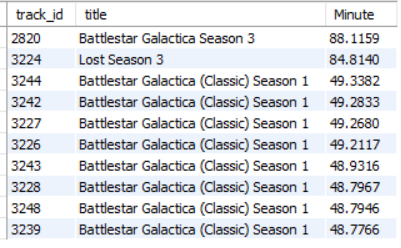 track_id title Minute
2820 Battlestar Galactica Season 3 88.1159
3224 Lost Season 3 84.8140
3244 Battlestar Galactica (Classic) Season 1 49.3382
3242 Battlestar Galactica (Classic) Season 1 49.2833
3227 Battlestar Galactica (Classic) Season 1 49.2680
3226 Battlestar Galactica (Classic) Season 1 49.2117
3243 Battlestar Galactica (Classic) Season 1 48.9316
3228 Battlestar Galactica (Classic) Season 1 48.7967
3248 Battlestar Galactica (Classic) Season 1 48.7946
3239 Battlestar Galactica (Classic) Season 1 48.7766